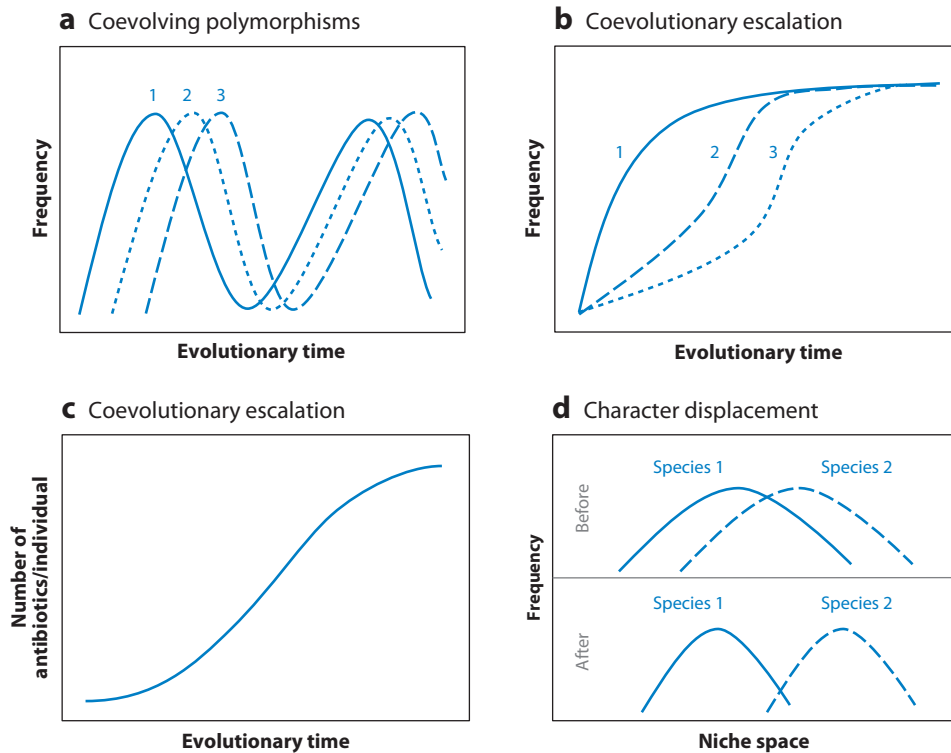 a Coevolving polymorphisms
1 2 3
Frequency
Evolutionary time
b Coevolutionary escalation
1 2 3
Frequency
Evolutionary time
c Coevolutionary escalation
Number of
antibiotics/individual
Evolutionary time
d Character displacement
Before
Species 1 Species 2
Frequency
After
Species 1 Species 2
Niche space